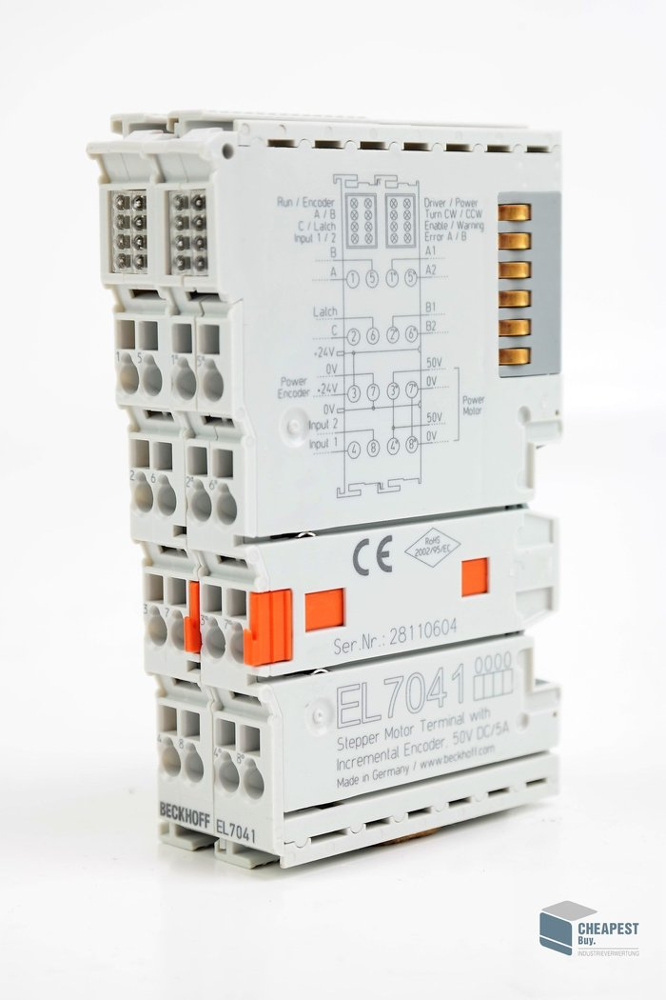 Run / Encoder
A / B
C / Latch
Input 1 / 2
Driver / Power
Turn CW / CCW
Enable / Warning
Error A / B
B
A
1 5 1' 5'
A1
A2
Latch
C
2 6 2' 6'
B1
B2
+24V
0V
Power
Encoder
+24V
0V
3 7 3' 7'
50V
0V
Power
Motor
Input 2
Input 1
4 8 4' 8'
50V
0V
1 5 1' 5'
2 6 2' 6'
3 7 3' 7'
4 8 4' 8'
CE
RoHS
2002/95/EC
Ser.Nr.: 28110604
EL7041 0000
Stepper Motor Terminal with
Incremental Encoder. 50V DC/5A
Made in Germany / www.beckhoff.com
BECKHOFF EL7041
CHEAPEST
Buy.
INDUSTRIEVERWERTUNG